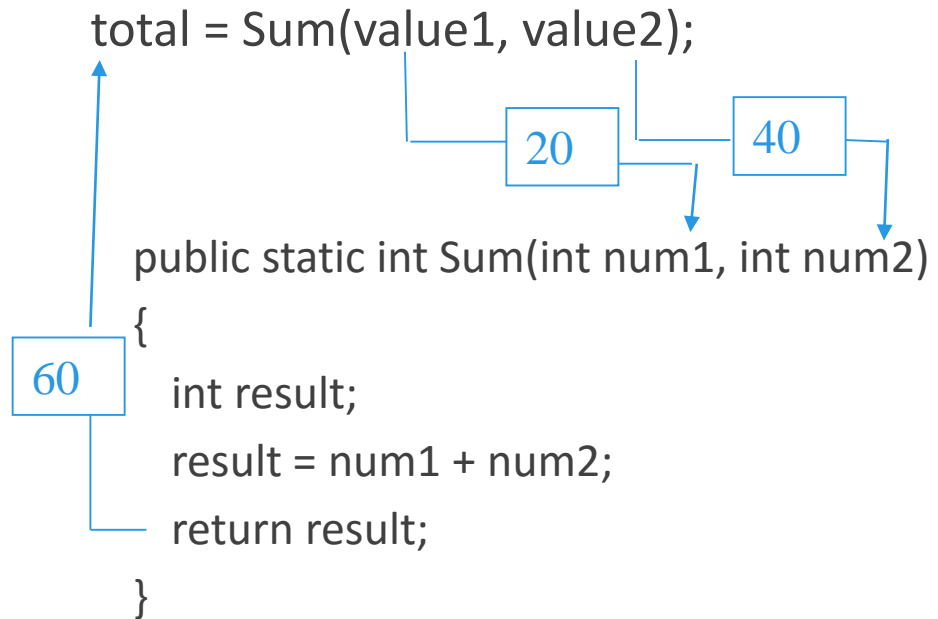 total = Sum(value1, value2);
20
40
public static int Sum(int num1, int num2)
{
60
int result;
result = num1 + num2;
return result;
}